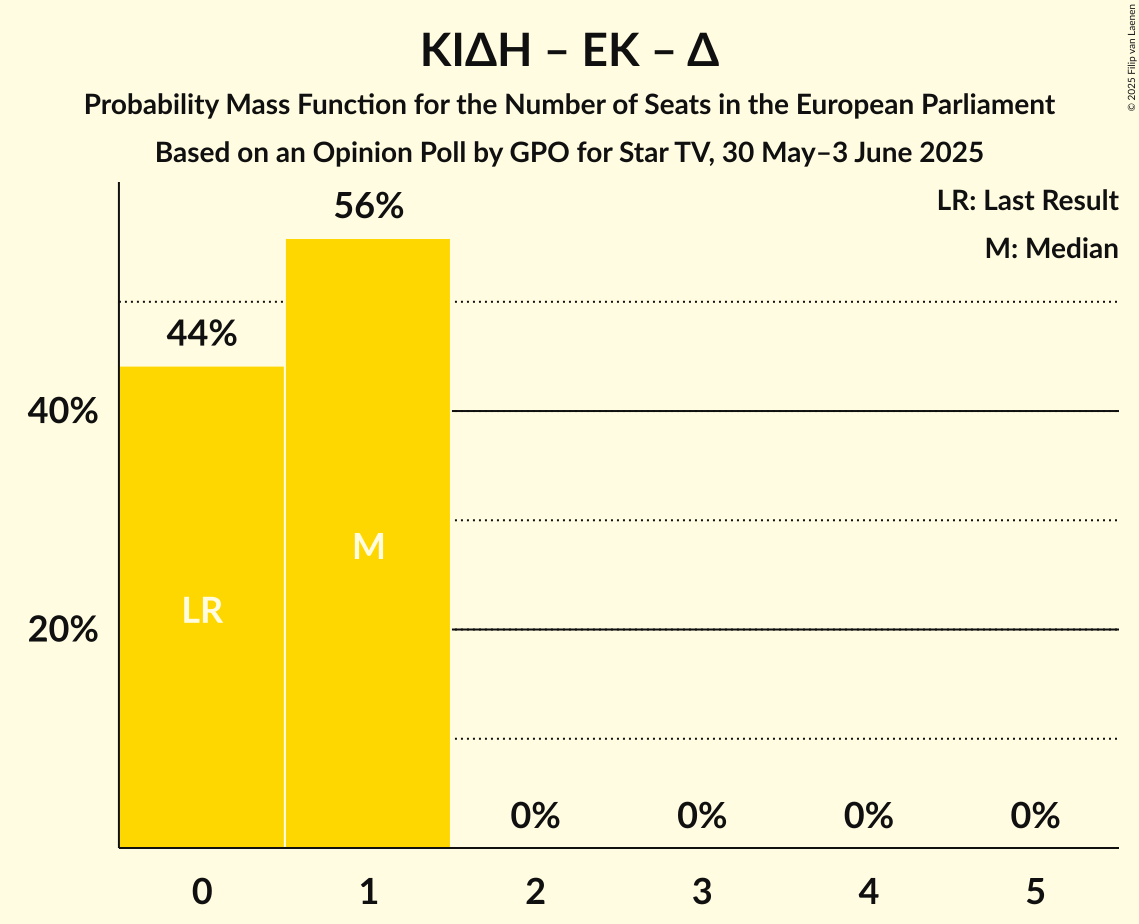 ΚΙΔΗ – ΕΚ – Δ
Probability Mass Function for the Number of Seats in the European Parliament
Based on an Opinion Poll by GPO for Star TV, 30 May–3 June 2025
© 2025 Filip van Laenen
LR: Last Result
M: Median
56%
44%
40%
20%
M
LR
0%
0%
0%
0%
0
1
2
3
4
5